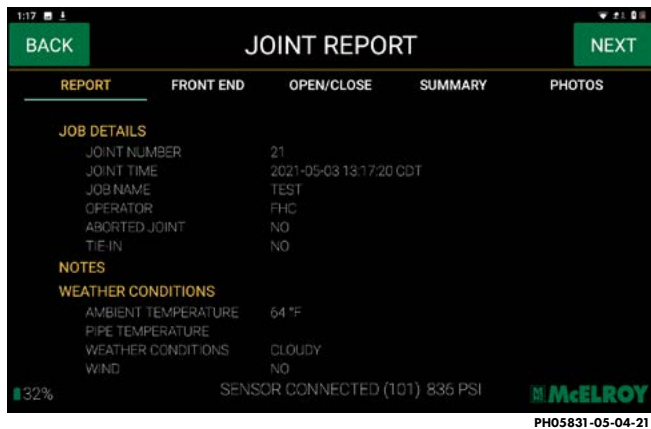 1:17
BACK JOINT REPORT NEXT
REPORT FRONT END OPEN/CLOSE SUMMARY PHOTOS
JOB DETAILS
JOINT NUMBER 21
JOINT TIME 2021-05-03 13:17:20 CDT
JOB NAME TEST
OPERATOR FHC
ABORTED JOINT NO
TIE-IN NO
NOTES
WEATHER CONDITIONS
AMBIENT TEMPERATURE 64 °F
PIPE TEMPERATURE
WEATHER CONDITIONS CLOUDY
WIND NO
32% SENSOR CONNECTED (101) 836 PSI McELROY
PH05831-05-04-21